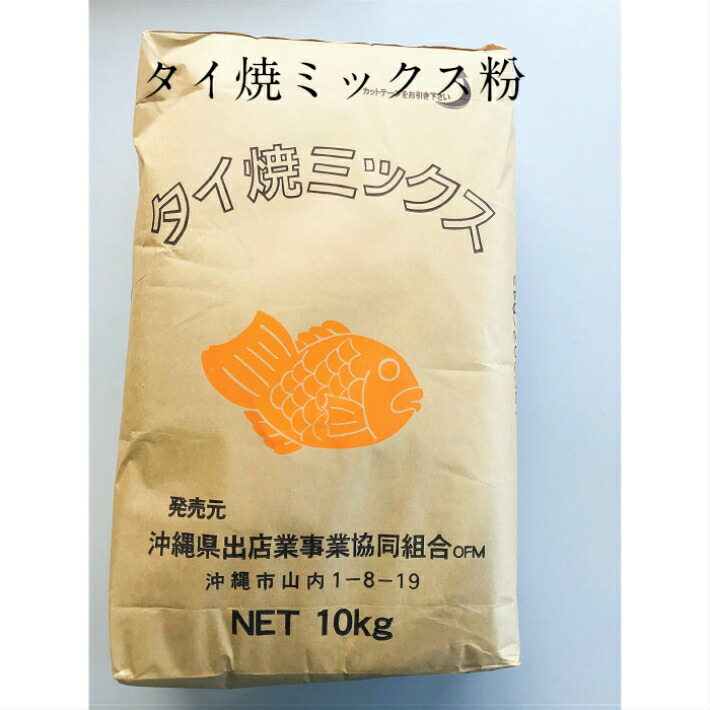 タイ焼ミックス粉
カットテープをお引き下さい
タイ焼ミックス
発売元
沖縄県出店業事業協同組合OFM
沖縄市山内1-8-19
NET 10kg